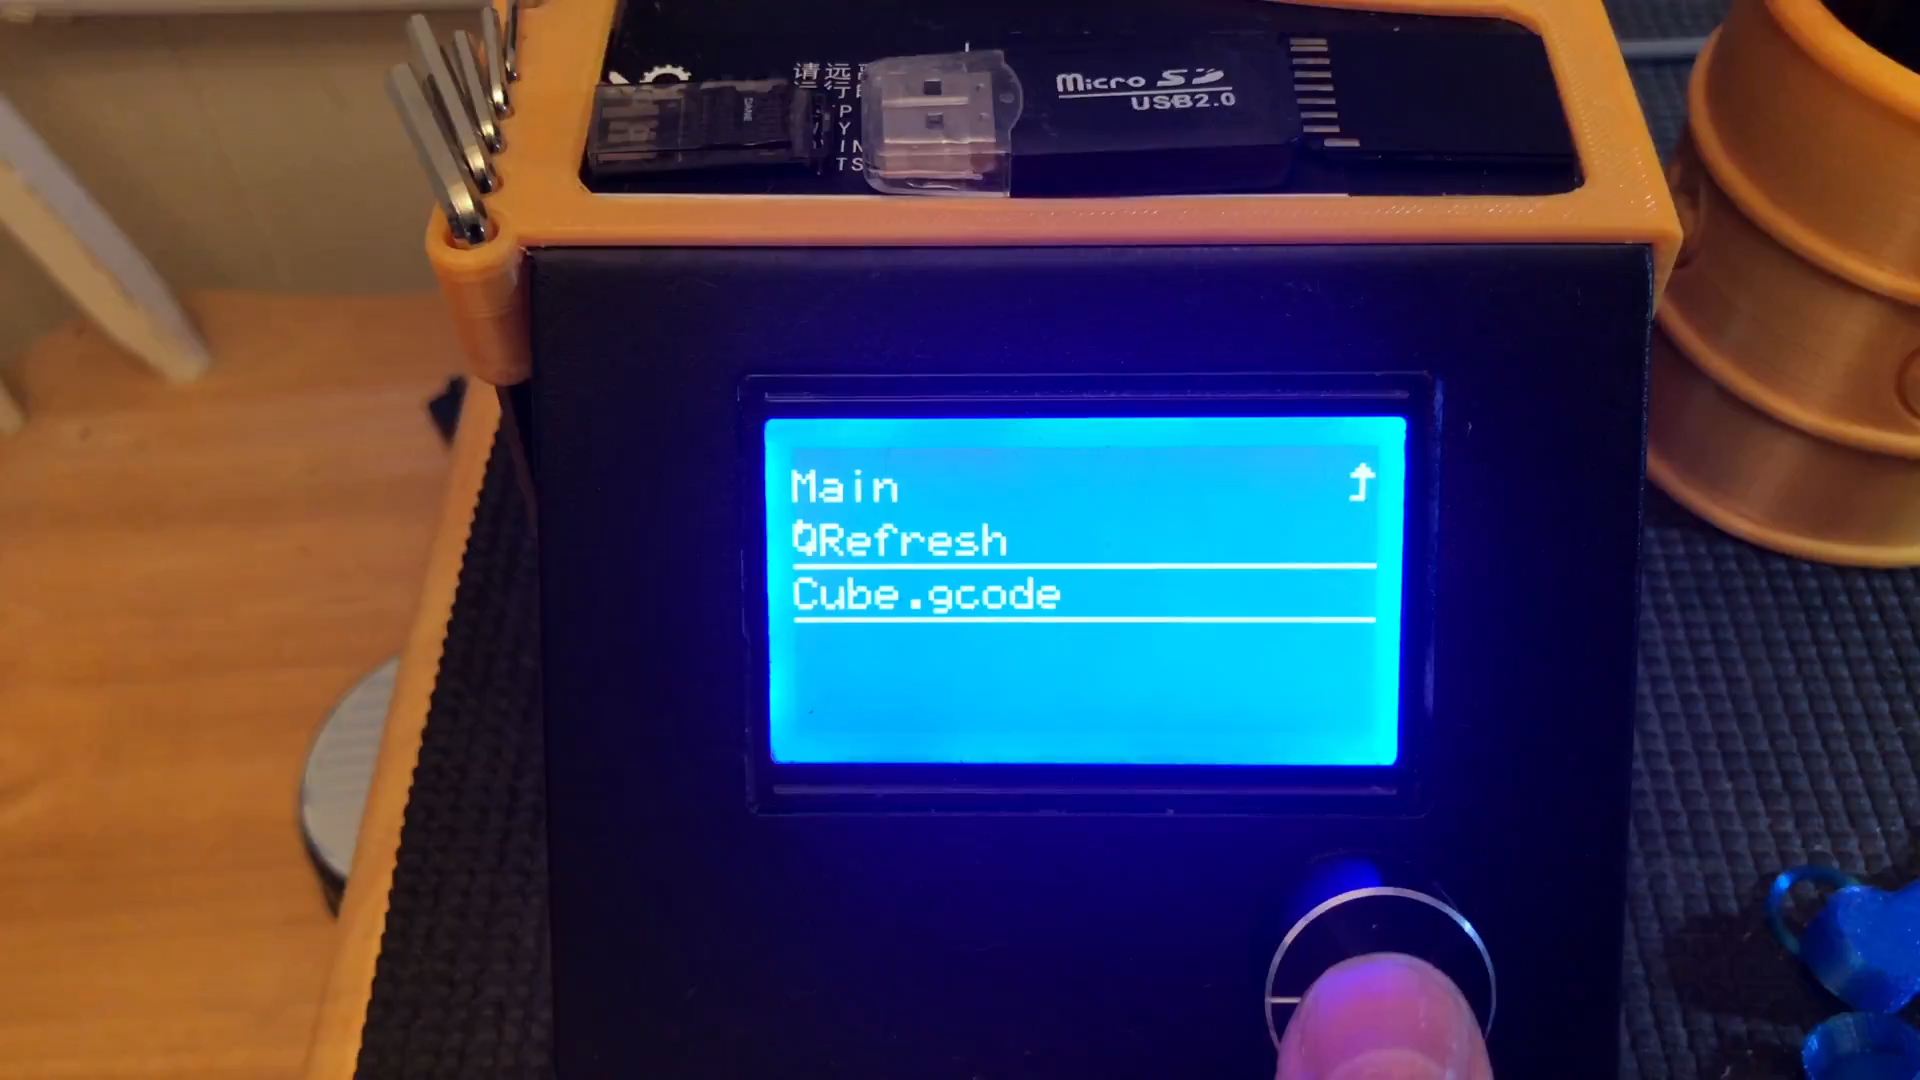 请远
Micro SD
USB2.0
Main
Refresh
Cube.gcode